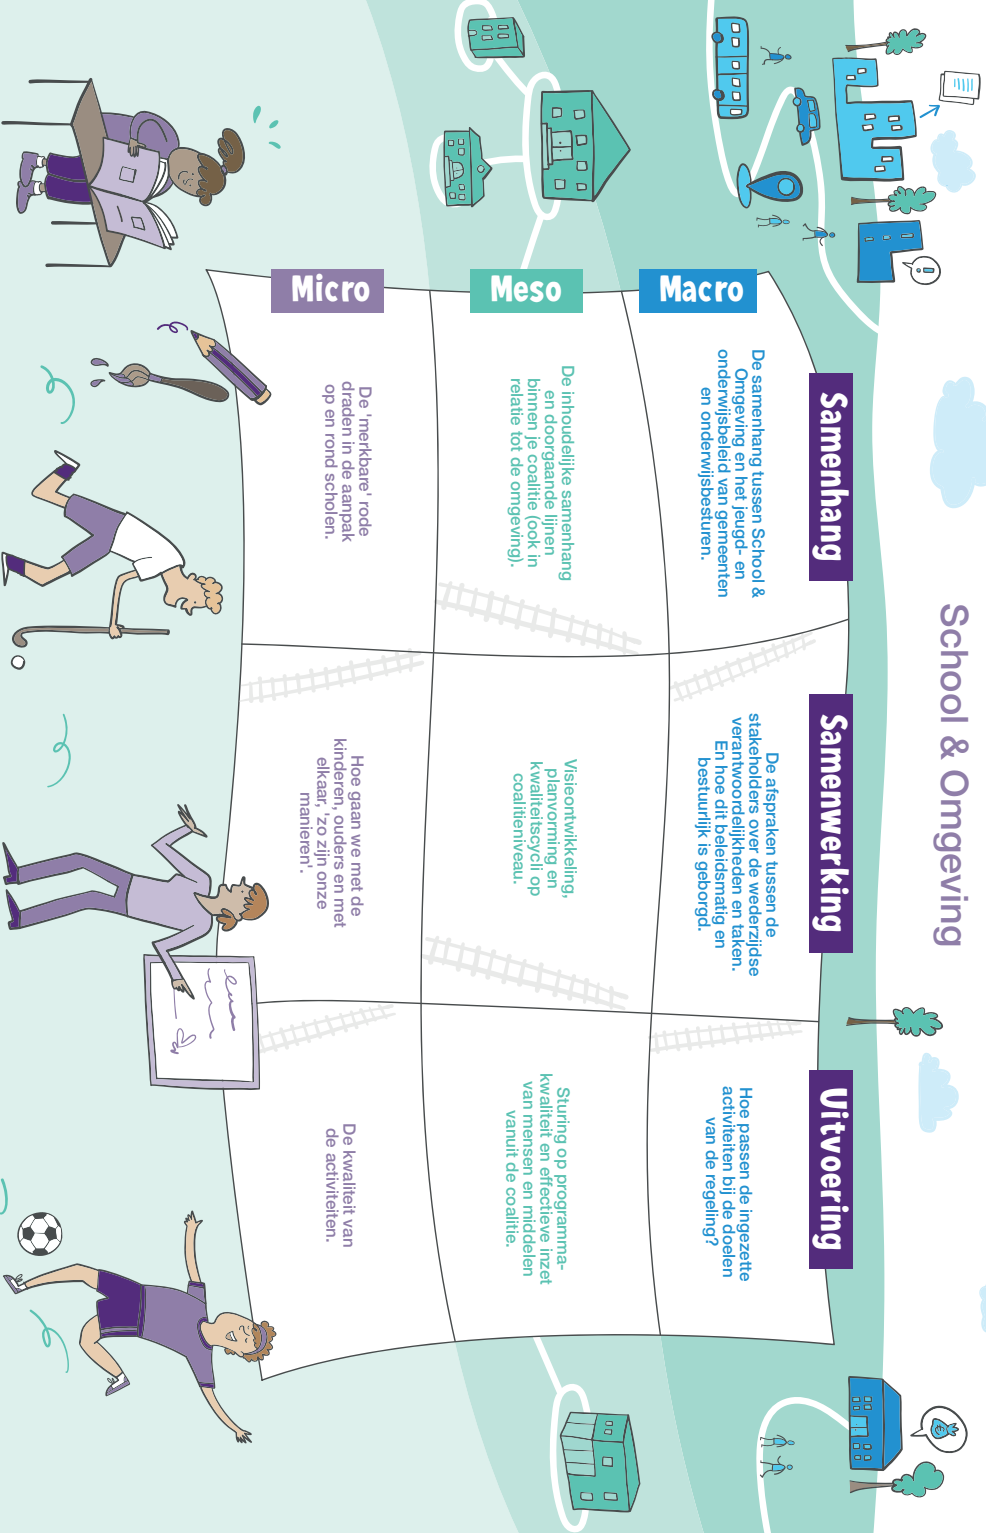 School & Omgeving
Samenhang
Samenwerking
Uitvoering
Macro
De samenhang tussen School &
Omgeving en het jeugd- en
onderwijsbeleid van gemeenten
en onderwijsbesturen.
De afspraken tussen de
stakeholders over de wederzijdse
verantwoordelijkheden en taken.
En hoe dit beleidsmatig en
bestuurlijk is geborgd.
Hoe passen de ingezette
activiteiten bij de doelen
van de regeling?
Meso
De inhoudelijke samenhang
en doorgaande lijnen
binnen je coalitie (ook in
relatie tot de omgeving).
Visieontwikkeling,
planvorming en
kwaliteitscycli op
coalitieniveau.
Sturing op programma-
kwaliteit en effectieve inzet
van mensen en middelen
vanuit de coalitie.
Micro
De 'merkbare' rode
draden in de aanpak
op en rond scholen.
Hoe gaan we met de
kinderen, ouders en met
elkaar, 'zo zijn onze
manieren'.
De kwaliteit van
de activiteiten.